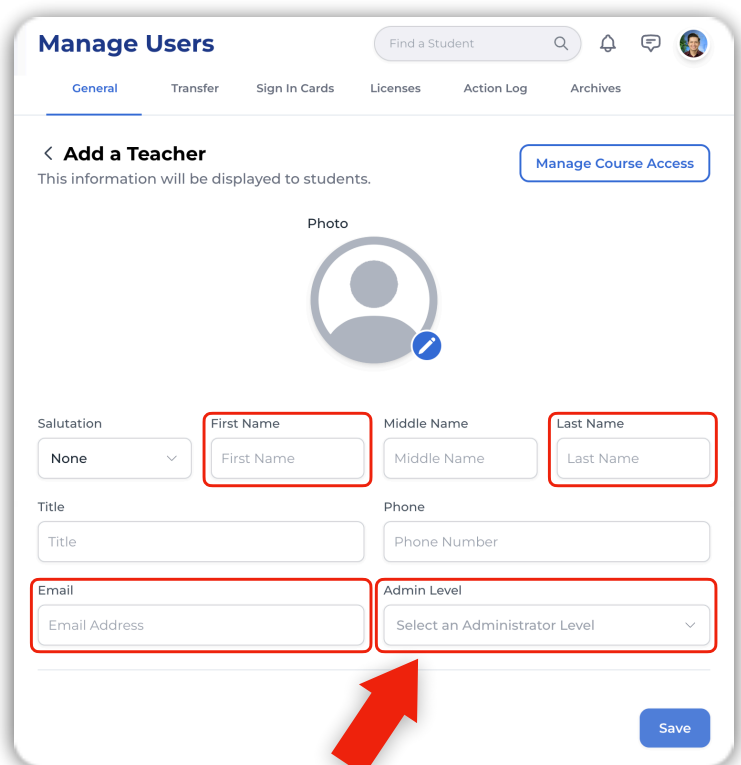 Manage Users
Find a Student
General Transfer Sign In Cards Licenses Action Log Archives
Add a Teacher
Manage Course Access
This information will be displayed to students.
Photo
Salutation First Name Middle Name Last Name
None First Name Middle Name Last Name
Title Phone
Title Phone Number
Email Admin Level
Email Address Select an Administrator Level
Save